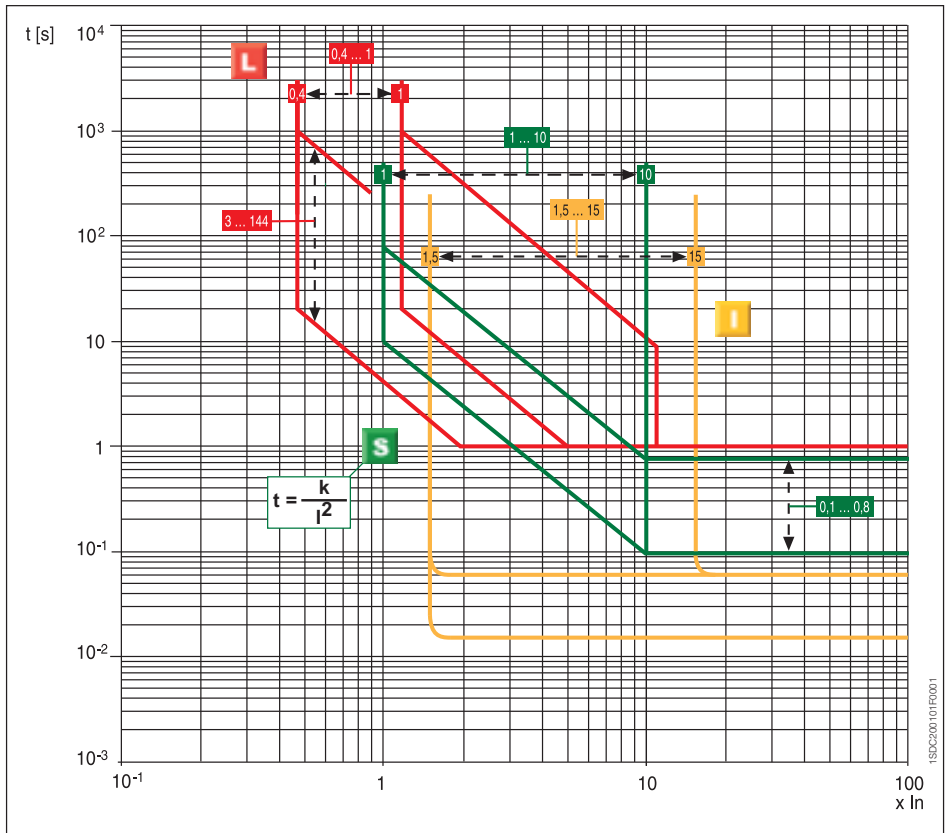 t [s]
10⁴
10³
10²
10
1
10⁻¹
10⁻²
10⁻³
L
0,4 ... 1
0,4
1
1 ... 10
1
10
3 ... 144
1,5 ... 15
1,5
15
I
S
t = k / I²
0,1 ... 0,8
10⁻¹
1
10
100
x In
1SDC200101F0001